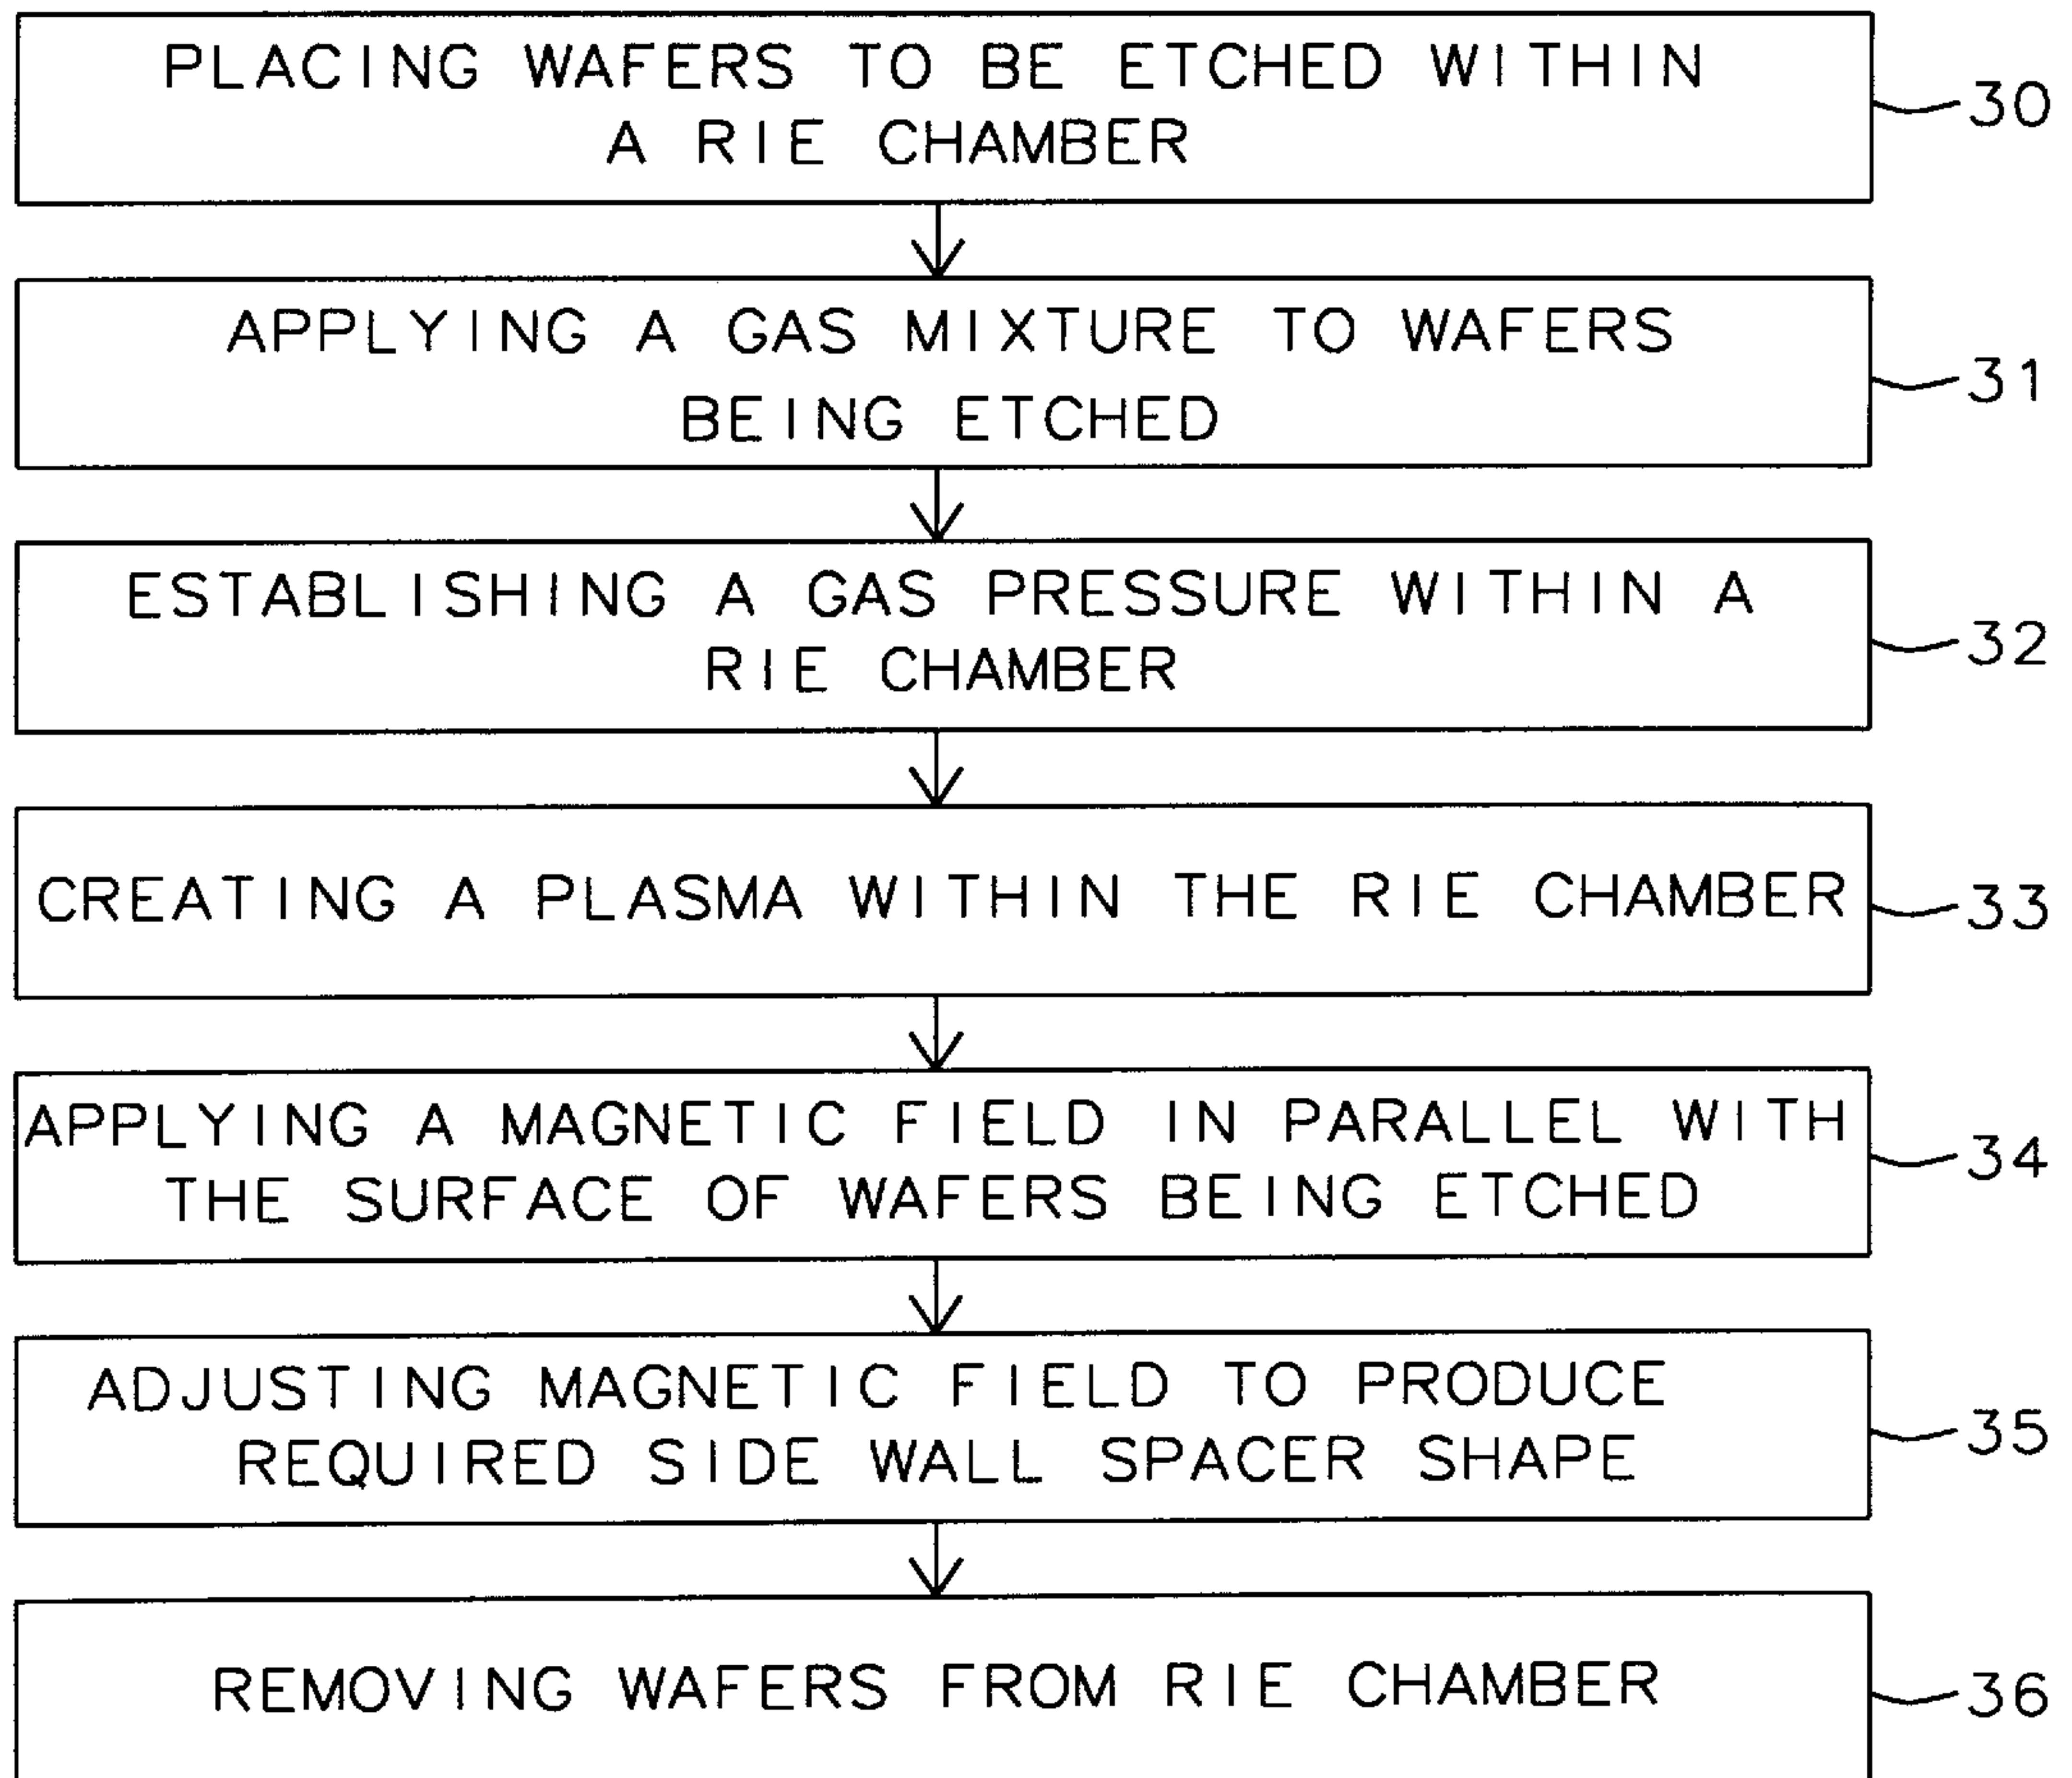 PLACING WAFERS TO BE ETCHED WITHIN
A RIE CHAMBER
30
APPLYING A GAS MIXTURE TO WAFERS
BEING ETCHED
31
ESTABLISHING A GAS PRESSURE WITHIN A
RIE CHAMBER
32
CREATING A PLASMA WITHIN THE RIE CHAMBER
33
APPLYING A MAGNETIC FIELD IN PARALLEL WITH
THE SURFACE OF WAFERS BEING ETCHED
34
ADJUSTING MAGNETIC FIELD TO PRODUCE
REQUIRED SIDE WALL SPACER SHAPE
35
REMOVING WAFERS FROM RIE CHAMBER
36